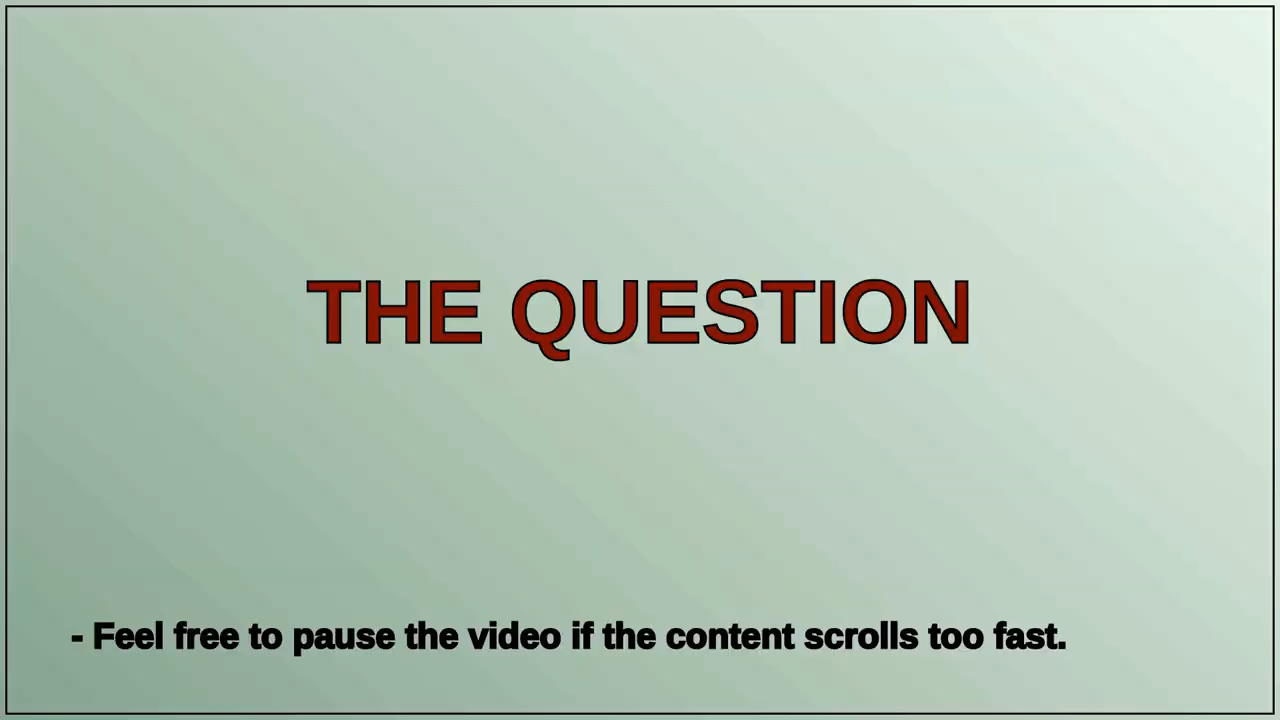 THE QUESTION
- Feel free to pause the video if the content scrolls too fast.